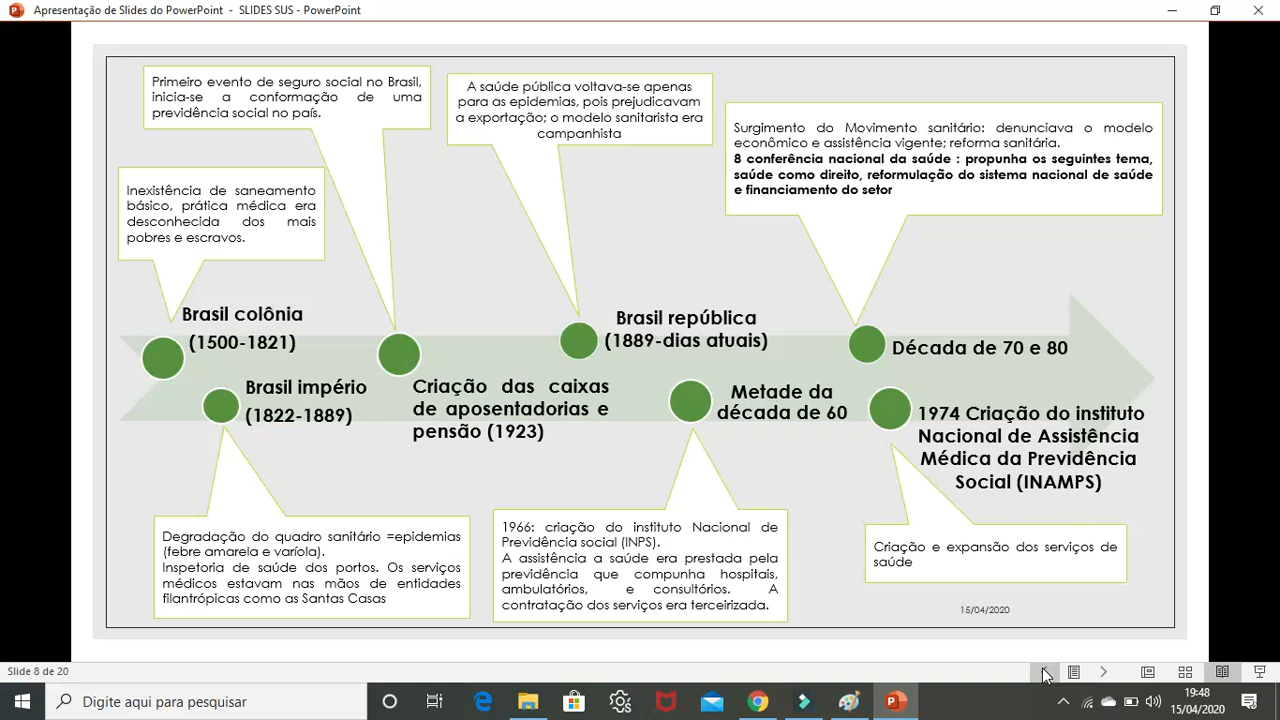 Apresentação de Slides do PowerPoint - SLIDES SUS - PowerPoint
Primeiro evento de seguro social no Brasil,
inicia-se a conformação de uma
previdência social no país.
A saúde pública voltava-se apenas
para as epidemias, pois prejudicavam
a exportação; o modelo sanitarista era
campanhista
Surgimento do Movimento sanitário: denunciava o modelo
econômico e assistência vigente; reforma sanitária.
8 conferência nacional da saúde : propunha os seguintes tema,
saúde como direito, reformulação do sistema nacional de saúde
e financiamento do setor
Inexistência de saneamento
básico, prática médica era
desconhecida dos mais
pobres e escravos.
Brasil colônia
(1500-1821)
Brasil império
(1822-1889)
Criação das caixas
de aposentadorias e
pensão (1923)
Brasil república
(1889-dias atuais)
Metade da
década de 60
Década de 70 e 80
1974 Criação do instituto
Nacional de Assistência
Médica da Previdência
Social (INAMPS)
Degradação do quadro sanitário =epidemias
(febre amarela e varíola).
Inspetoria de saúde dos portos. Os serviços
médicos estavam nas mãos de entidades
filantrópicas como as Santas Casas
1966: criação do instituto Nacional de
Previdência social (INPS).
A assistência a saúde era prestada pela
previdência que compunha hospitais,
ambulatórios, e consultórios. A
contratação dos serviços era terceirizada.
Criação e expansão dos serviços de
saúde
15/04/2020
Slide 8 de 20
Digite aqui para pesquisar
19:48
15/04/2020